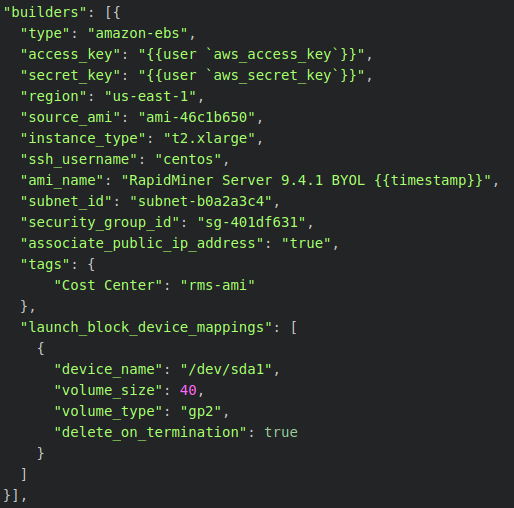 "builders": [{
  "type": "amazon-ebs",
  "access_key": "{{user `aws_access_key`}}",
  "secret_key": "{{user `aws_secret_key`}}",
  "region": "us-east-1",
  "source_ami": "ami-46c1b650",
  "instance_type": "t2.xlarge",
  "ssh_username": "centos",
  "ami_name": "RapidMiner Server 9.4.1 BYOL {{timestamp}}",
  "subnet_id": "subnet-b0a2a3c4",
  "security_group_id": "sg-401df631",
  "associate_public_ip_address": "true",
  "tags": {
      "Cost Center": "rms-ami"
  },
  "launch_block_device_mappings": [
    {
      "device_name": "/dev/sda1",
      "volume_size": 40,
      "volume_type": "gp2",
      "delete_on_termination": true
    }
  ]
}],